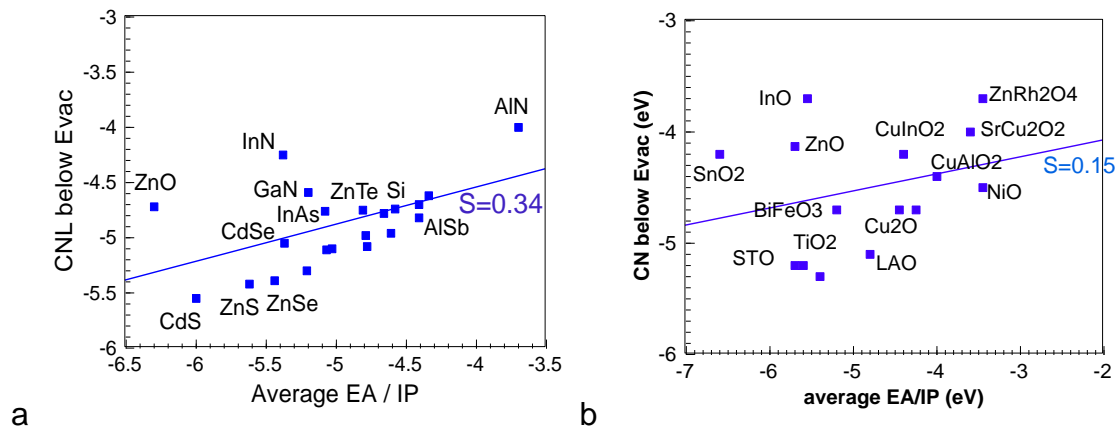 -3
-3.5
-4
-4.5
-5
-5.5
-6
CNL below Evac
AlN
InN
ZnO
GaN
ZnTe Si
InAs
S=0.34
CdSe
AlSb
ZnS ZnSe
CdS
-6.5 -6 -5.5 -5 -4.5 -4 -3.5
Average EA / IP
a
-3
-4
-5
-6
CN below Evac (eV)
InO
ZnRh2O4
ZnO
CuInO2
SrCu2O2
SnO2
CuAlO2
S=0.15
NiO
BiFeO3
Cu2O
TiO2
STO
LAO
-7 -6 -5 -4 -3 -2
average EA/IP (eV)
b